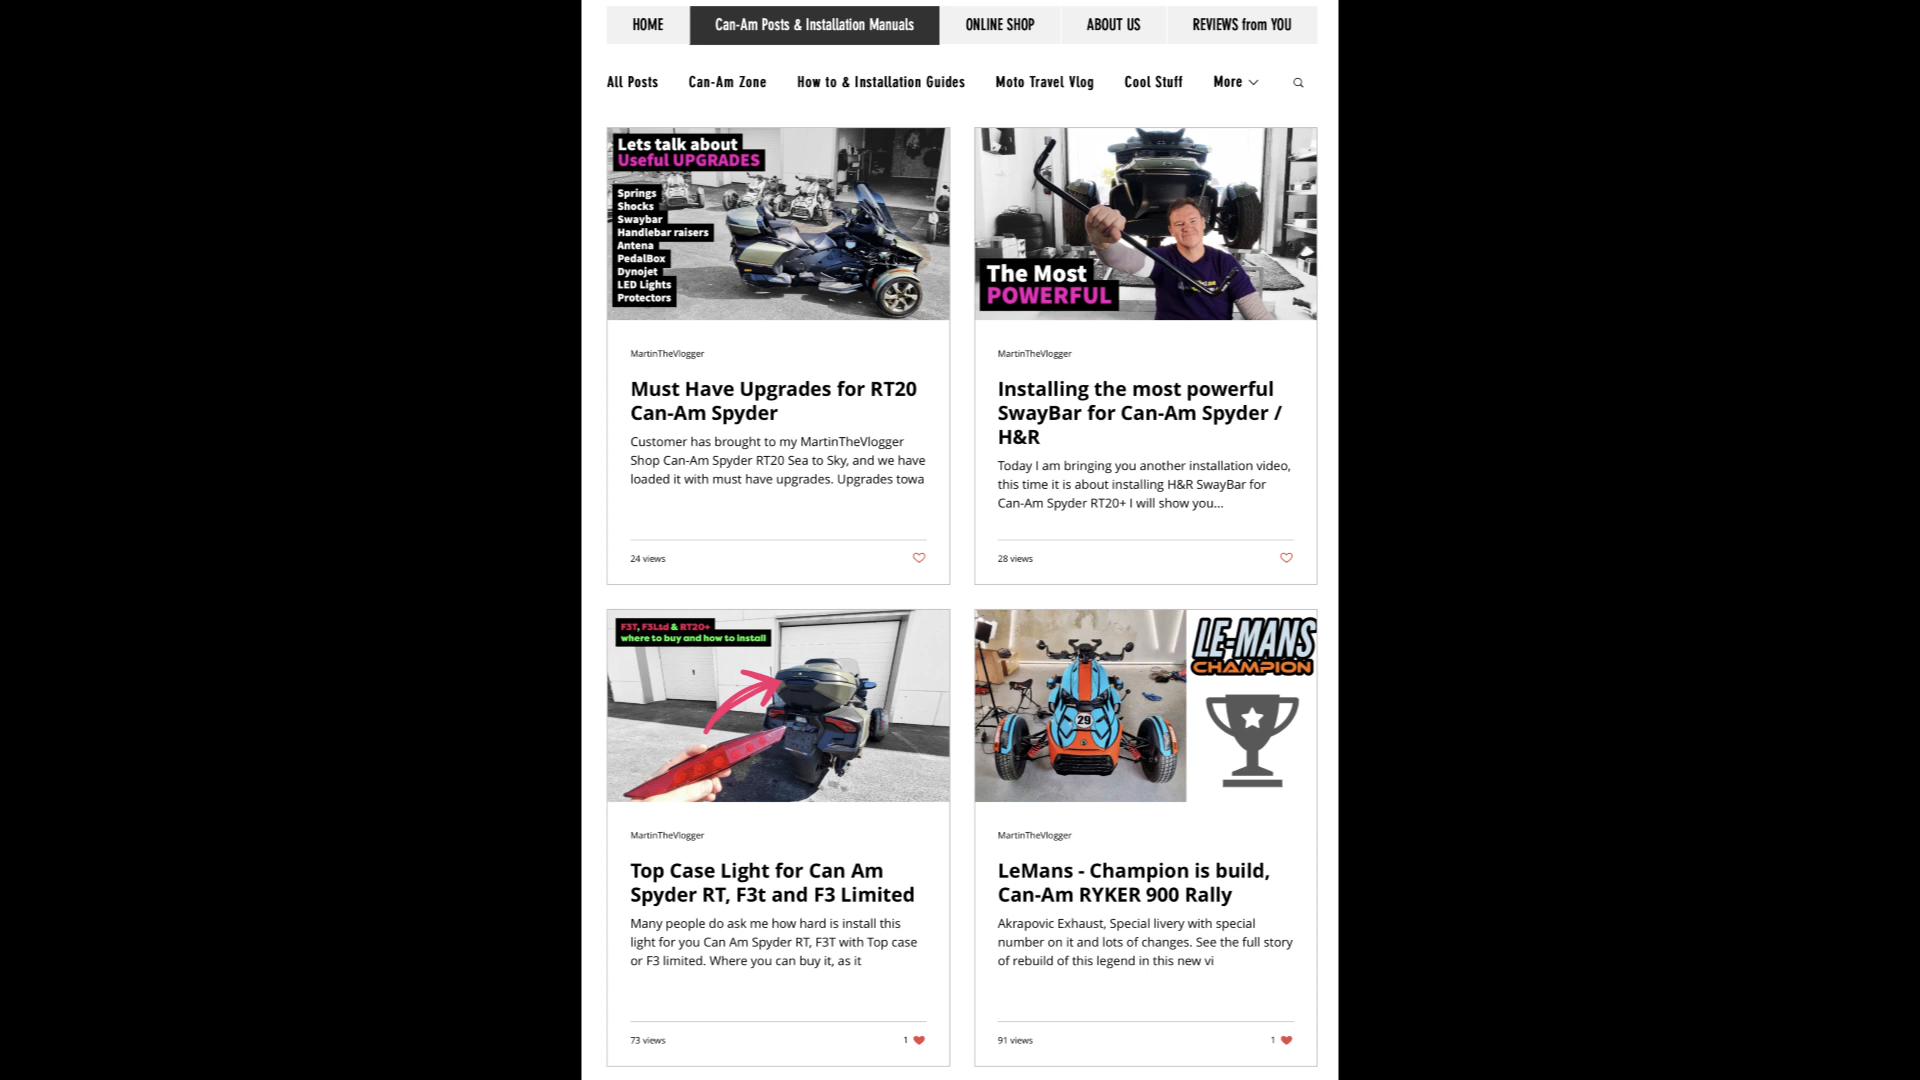 HOME
Can-Am Posts & Installation Manuals
ONLINE SHOP
ABOUT US
REVIEWS from YOU
All Posts
Can-Am Zone
How to & Installation Guides
Moto Travel Vlog
Cool Stuff
More
Lets talk about
Useful UPGRADES
Springs
Shocks
Swaybar
Handlebar raisers
Antena
PedalBox
Dynojet
LED Lights
Protectors
MartinTheVlogger
Must Have Upgrades for RT20
Can-Am Spyder
Customer has brought to my MartinTheVlogger
Shop Can-Am Spyder RT20 Sea to Sky, and we have
loaded it with must have upgrades. Upgrades towa
24 views
The Most
POWERFUL
MartinTheVlogger
Installing the most powerful
SwayBar for Can-Am Spyder /
H&R
Today I am bringing you another installation video,
this time it is about installing H&R SwayBar for
Can-Am Spyder RT20+ I will show you...
28 views
F3T, F3Ltd & RT20+
where to buy and how to install
MartinTheVlogger
Top Case Light for Can Am
Spyder RT, F3t and F3 Limited
Many people do ask me how hard is install this
light for you Can Am Spyder RT, F3T with Top case
or F3 limited. Where you can buy it, as it
73 views
1
LE-MANS
CHAMPION
29
MartinTheVlogger
LeMans - Champion is build,
Can-Am RYKER 900 Rally
Akrapovic Exhaust, Special livery with special
number on it and lots of changes. See the full story
of rebuild of this legend in this new vi
91 views
1